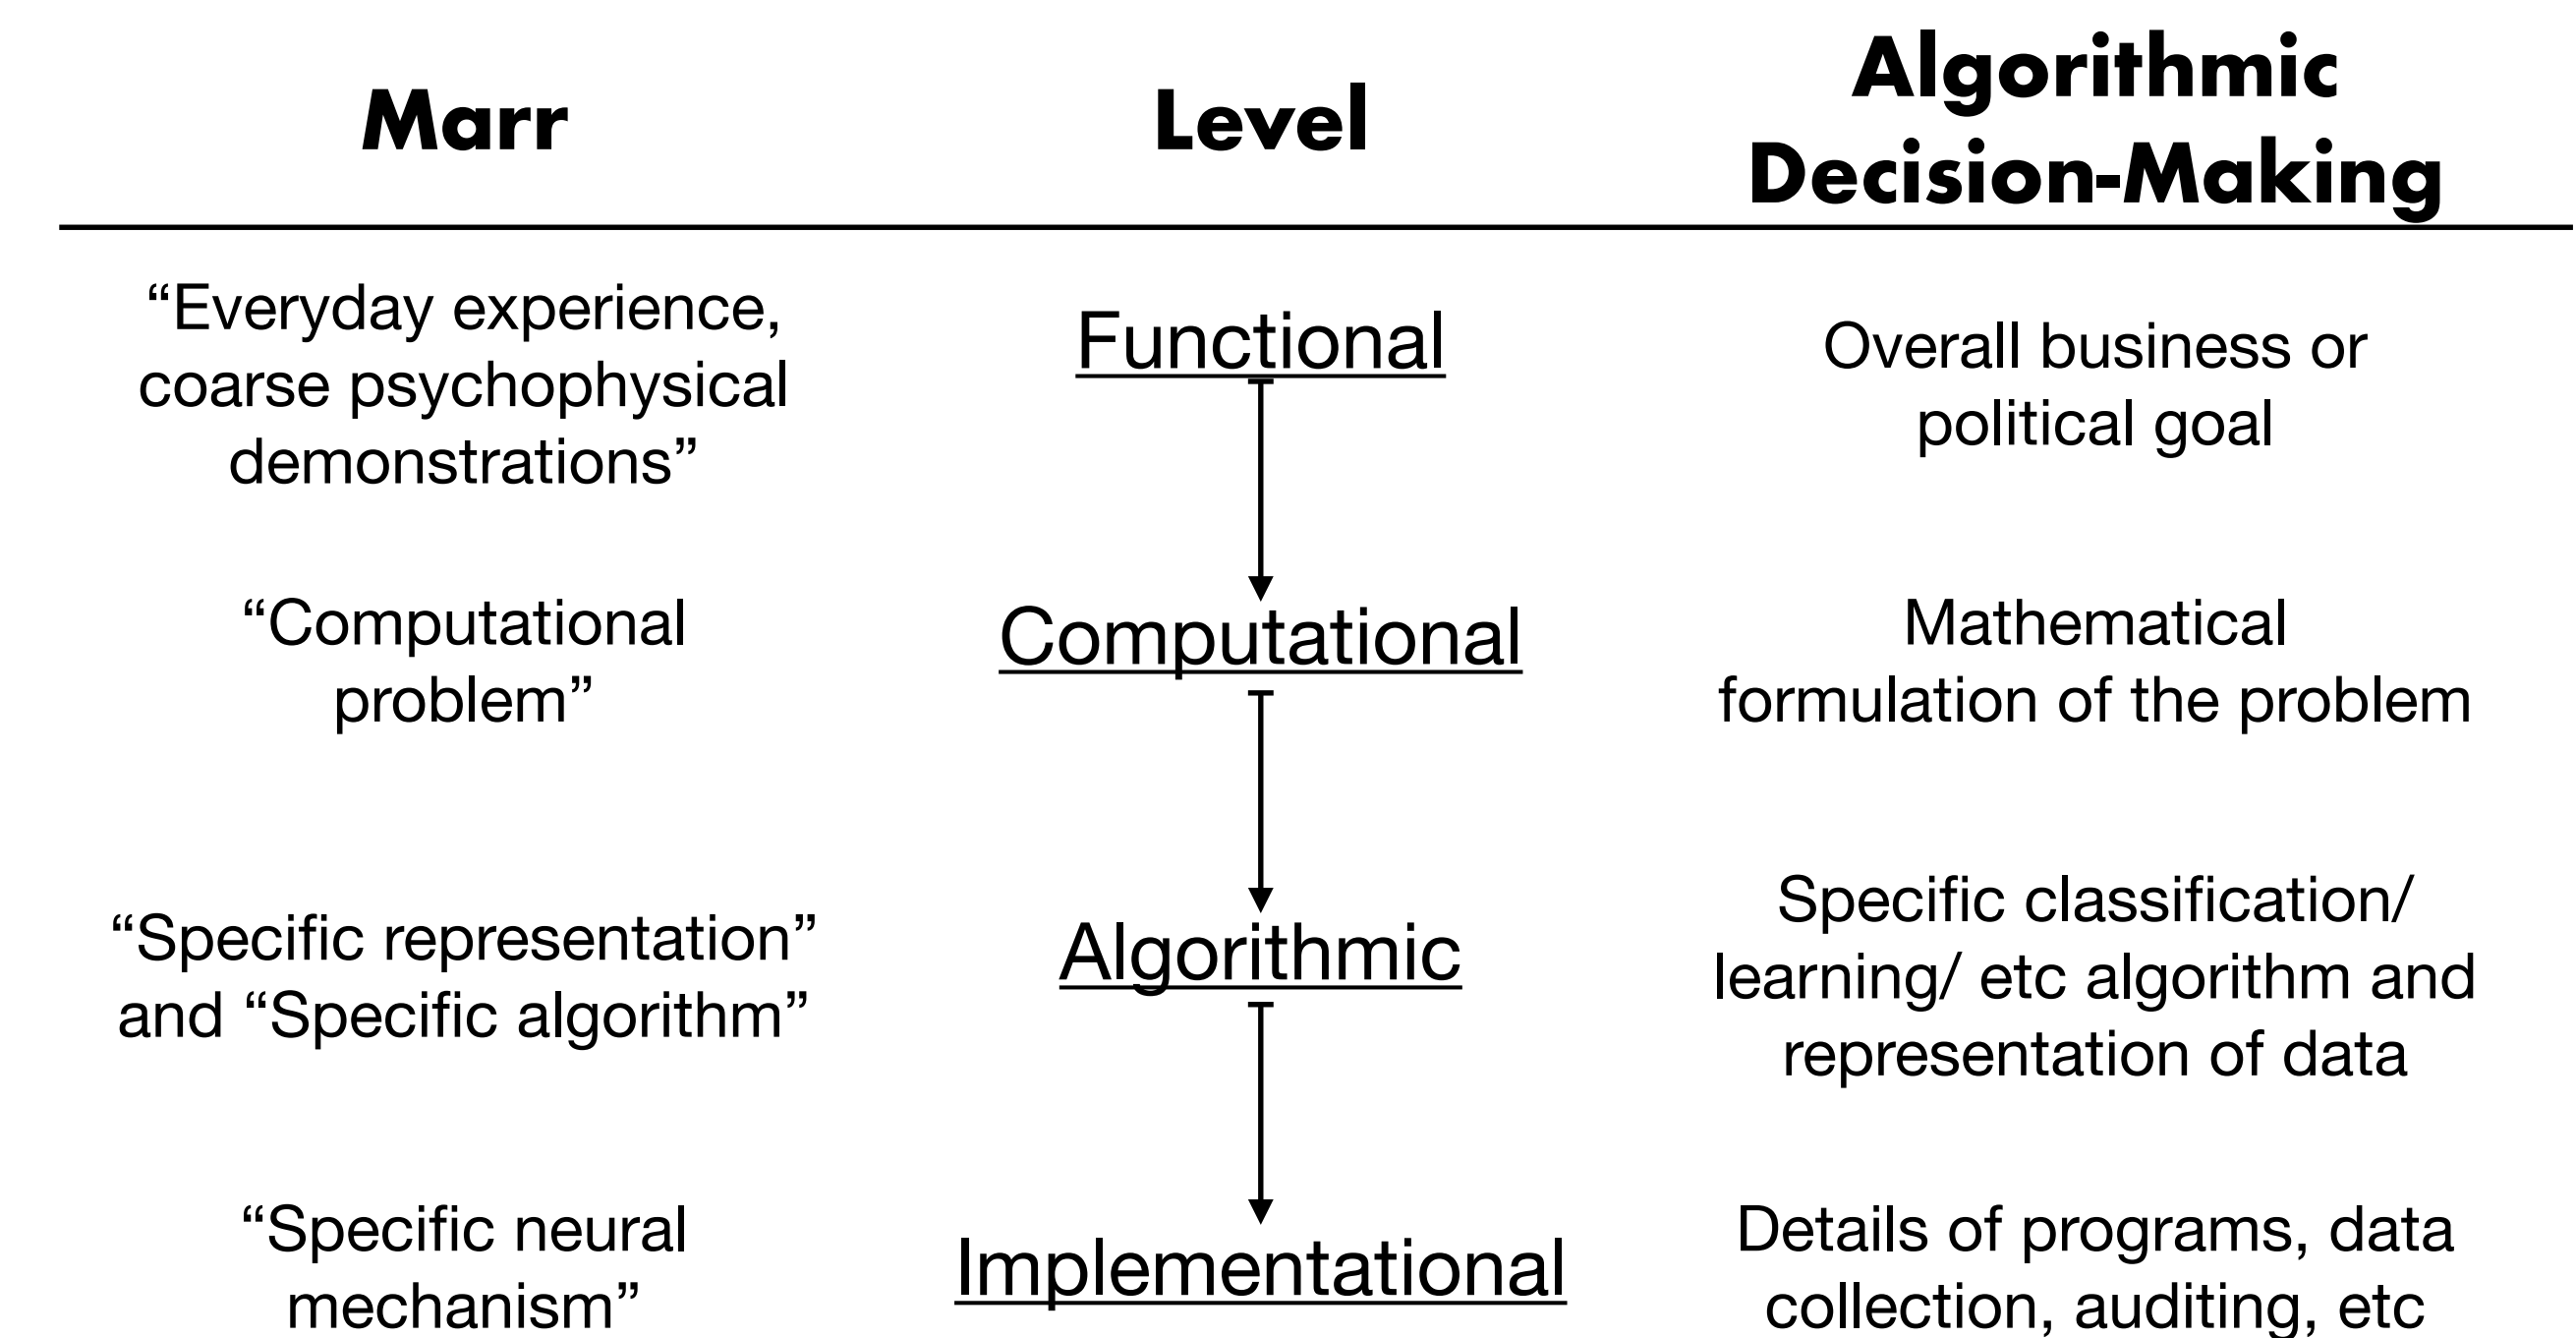 Marr
Level
Algorithmic
Decision-Making
“Everyday experience,
coarse psychophysical
demonstrations”
Functional
Overall business or
political goal
“Computational
problem”
Computational
Mathematical
formulation of the problem
“Specific representation”
and “Specific algorithm”
Algorithmic
Specific classification/
learning/ etc algorithm and
representation of data
“Specific neural
mechanism”
Implementational
Details of programs, data
collection, auditing, etc